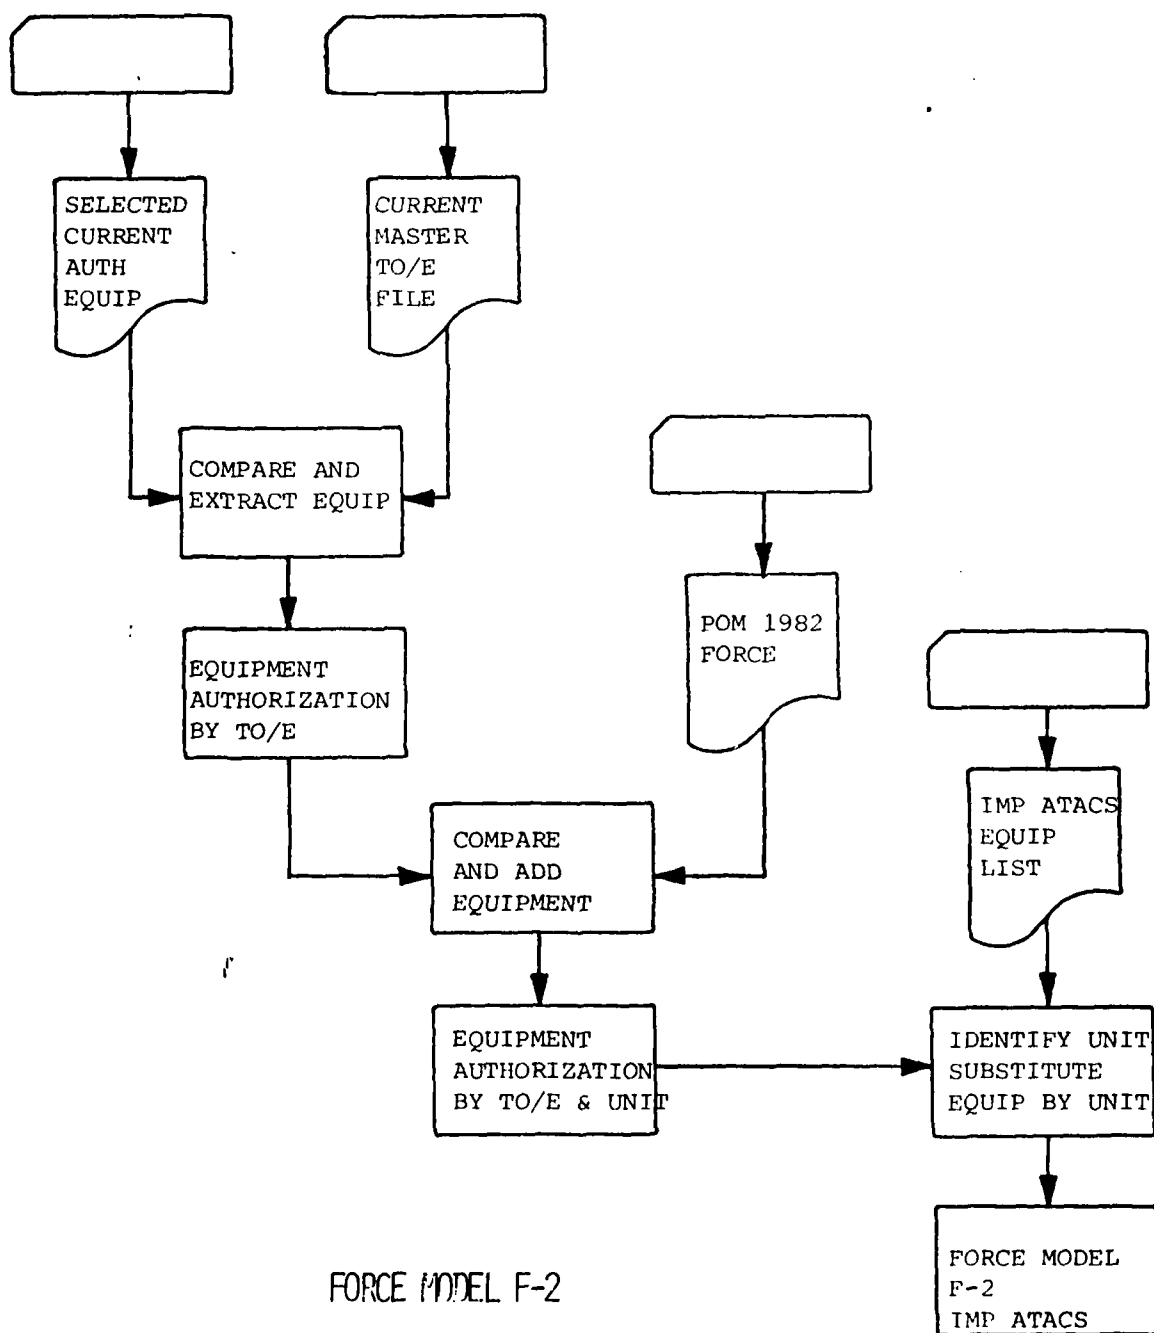 SELECTED
CURRENT
AUTH
EQUIP
CURRENT
MASTER
TO/E
FILE
COMPARE AND
EXTRACT EQUIP
EQUIPMENT
AUTHORIZATION
BY TO/E
POM 1982
FORCE
COMPARE
AND ADD
EQUIPMENT
IMP ATACS
EQUIP
LIST
EQUIPMENT
AUTHORIZATION
BY TO/E & UNIT
IDENTIFY UNIT
SUBSTITUTE
EQUIP BY UNIT
FORCE MODEL
F-2
IMP ATACS
FORCE MODEL F-2